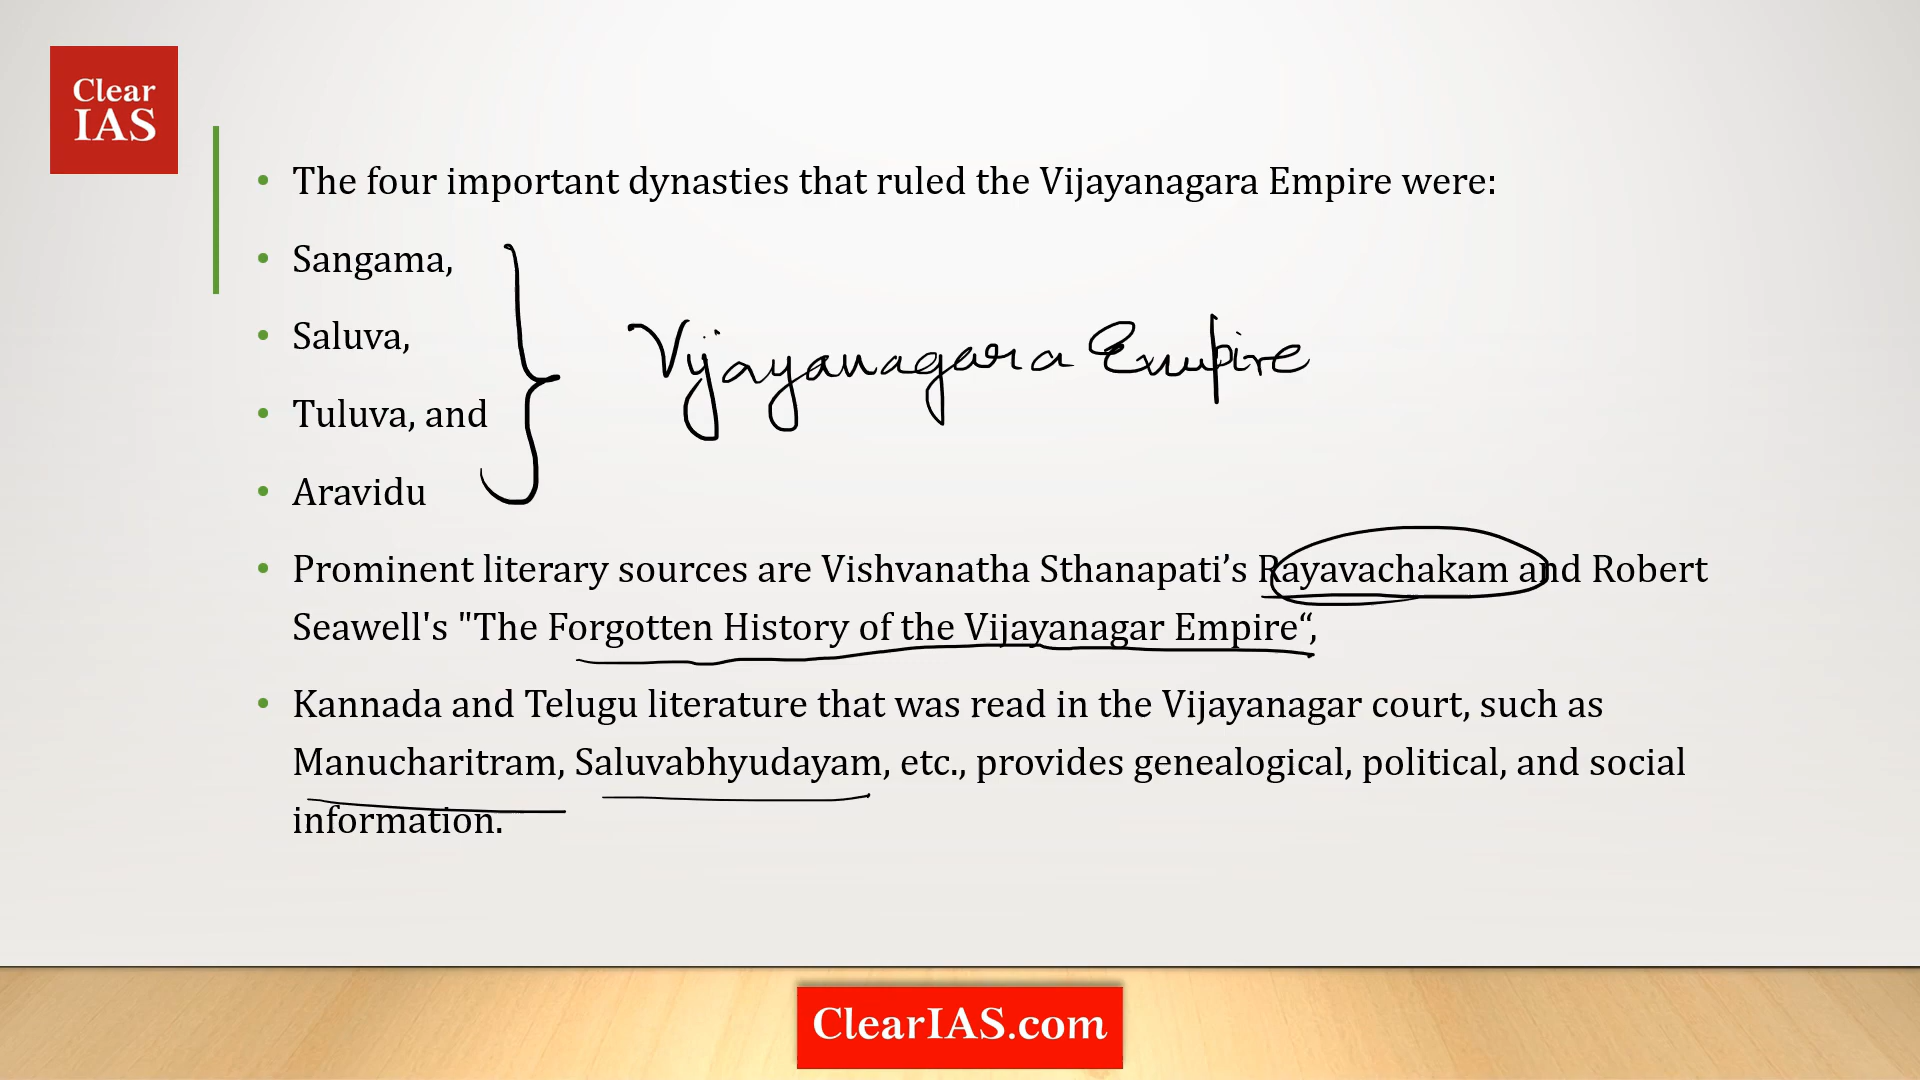 Clear
IAS
• The four important dynasties that ruled the Vijayanagara Empire were:
• Sangama,
• Saluva,
Vijayanagara Empire
• Tuluva, and
• Aravidu
• Prominent literary sources are Vishvanatha Sthanapati’s Rayavachakam and Robert
Seawell's "The Forgotten History of the Vijayanagar Empire“,
• Kannada and Telugu literature that was read in the Vijayanagar court, such as
Manucharitram, Saluvabhyudayam, etc., provides genealogical, political, and social
information.
ClearIAS.com